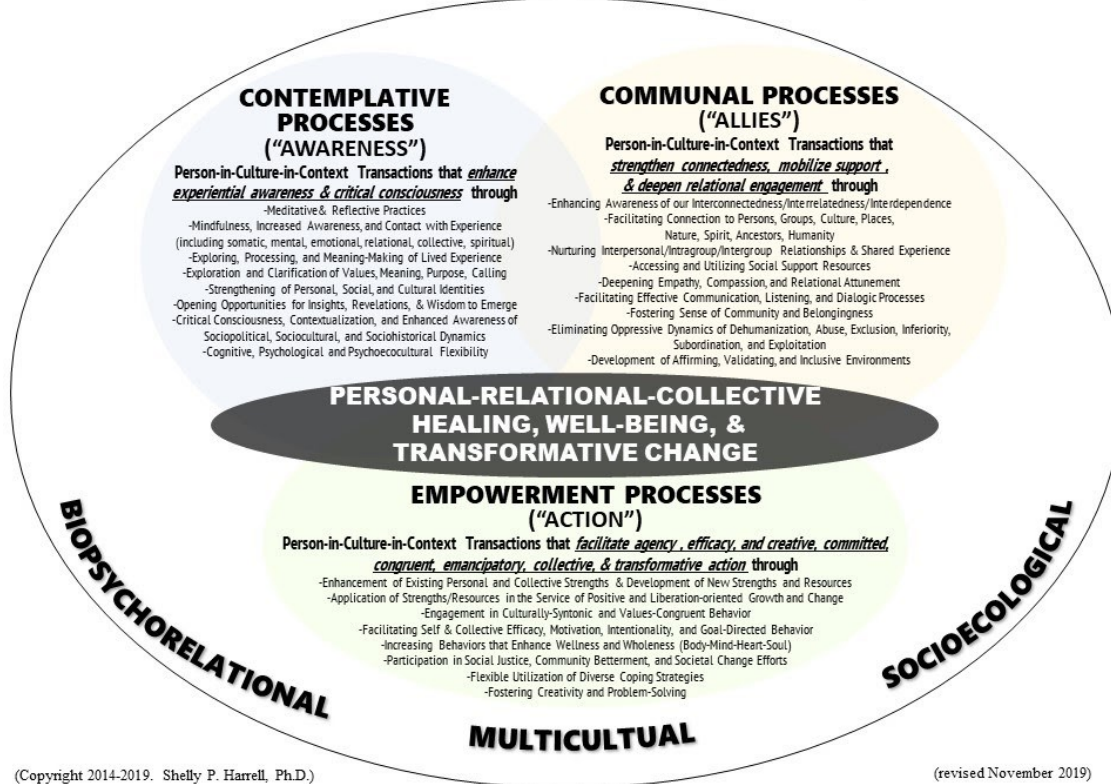 CONTEMPLATIVE
PROCESSES
("AWARENESS")
Person-in-Culture-in-Context Transactions that enhance
experiential awareness & critical consciousness through
-Meditative& Reflective Practices
-Mindfulness, Increased Awareness, and Contact with Experience
(including somatic, mental, emotional, relational, collective, spiritual)
-Exploring, Processing, and Meaning-Making of Lived Experience
-Exploration and Clarification of Values, Meaning, Purpose, Calling
-Strengthening of Personal, Social, and Cultural Identities
-Opening Opportunities for Insights, Revelations, & Wisdom to Emerge
-Critical Consciousness, Contextualization, and Enhanced Awareness of
Sociopolitical, Sociocultural, and Sociohistorical Dynamics
-Cognitive, Psychological and Psychoecocultural Flexibility
COMMUNAL PROCESSES
("ALLIES")
Person-in-Culture-in-Context Transactions that
strengthen connectedness, mobilize support ,
& deepen relational engagement through
-Enhancing Awareness of our Interconnectedness/Interrelatedness/Interdependence
-Facilitating Connection to Persons, Groups, Culture, Places,
Nature, Spirit, Ancestors, Humanity
-Nurturing Interpersonal/Intragroup/Intergroup Relationships & Shared Experience
-Accessing and Utilizing Social Support Resources
-Deepening Empathy, Compassion, and Relational Attunement
-Facilitating Effective Communication, Listening, and Dialogic Processes
-Fostering Sense of Community and Belongingness
-Eliminating Oppressive Dynamics of Dehumanization, Abuse, Exclusion, Inferiority,
Subordination, and Exploitation
-Development of Affirming, Validating, and Inclusive Environments
PERSONAL-RELATIONAL-COLLECTIVE
HEALING, WELL-BEING, &
TRANSFORMATIVE CHANGE
EMPOWERMENT PROCESSES
("ACTION")
Person-in-Culture-in-Context Transactions that facilitate agency , efficacy, and creative, committed,
congruent, emancipatory, collective, & transformative action through
-Enhancement of Existing Personal and Collective Strengths & Development of New Strengths and Resources
-Application of Strengths/Resources in the Service of Positive and Liberation-oriented Growth and Change
-Engagement in Culturally-Syntonic and Values-Congruent Behavior
-Facilitating Self & Collective Efficacy, Motivation, Intentionality, and Goal-Directed Behavior
-Increasing Behaviors that Enhance Wellness and Wholeness (Body-Mind-Heart-Soul)
-Participation in Social Justice, Community Betterment, and Societal Change Efforts
-Flexible Utilization of Diverse Coping Strategies
-Fostering Creativity and Problem-Solving
BIOPSYCHORELATIONAL
MULTICULTUAL
SOCIOECOLOGICAL
(Copyright 2014-2019. Shelly P. Harrell, Ph.D.)
(revised November 2019)